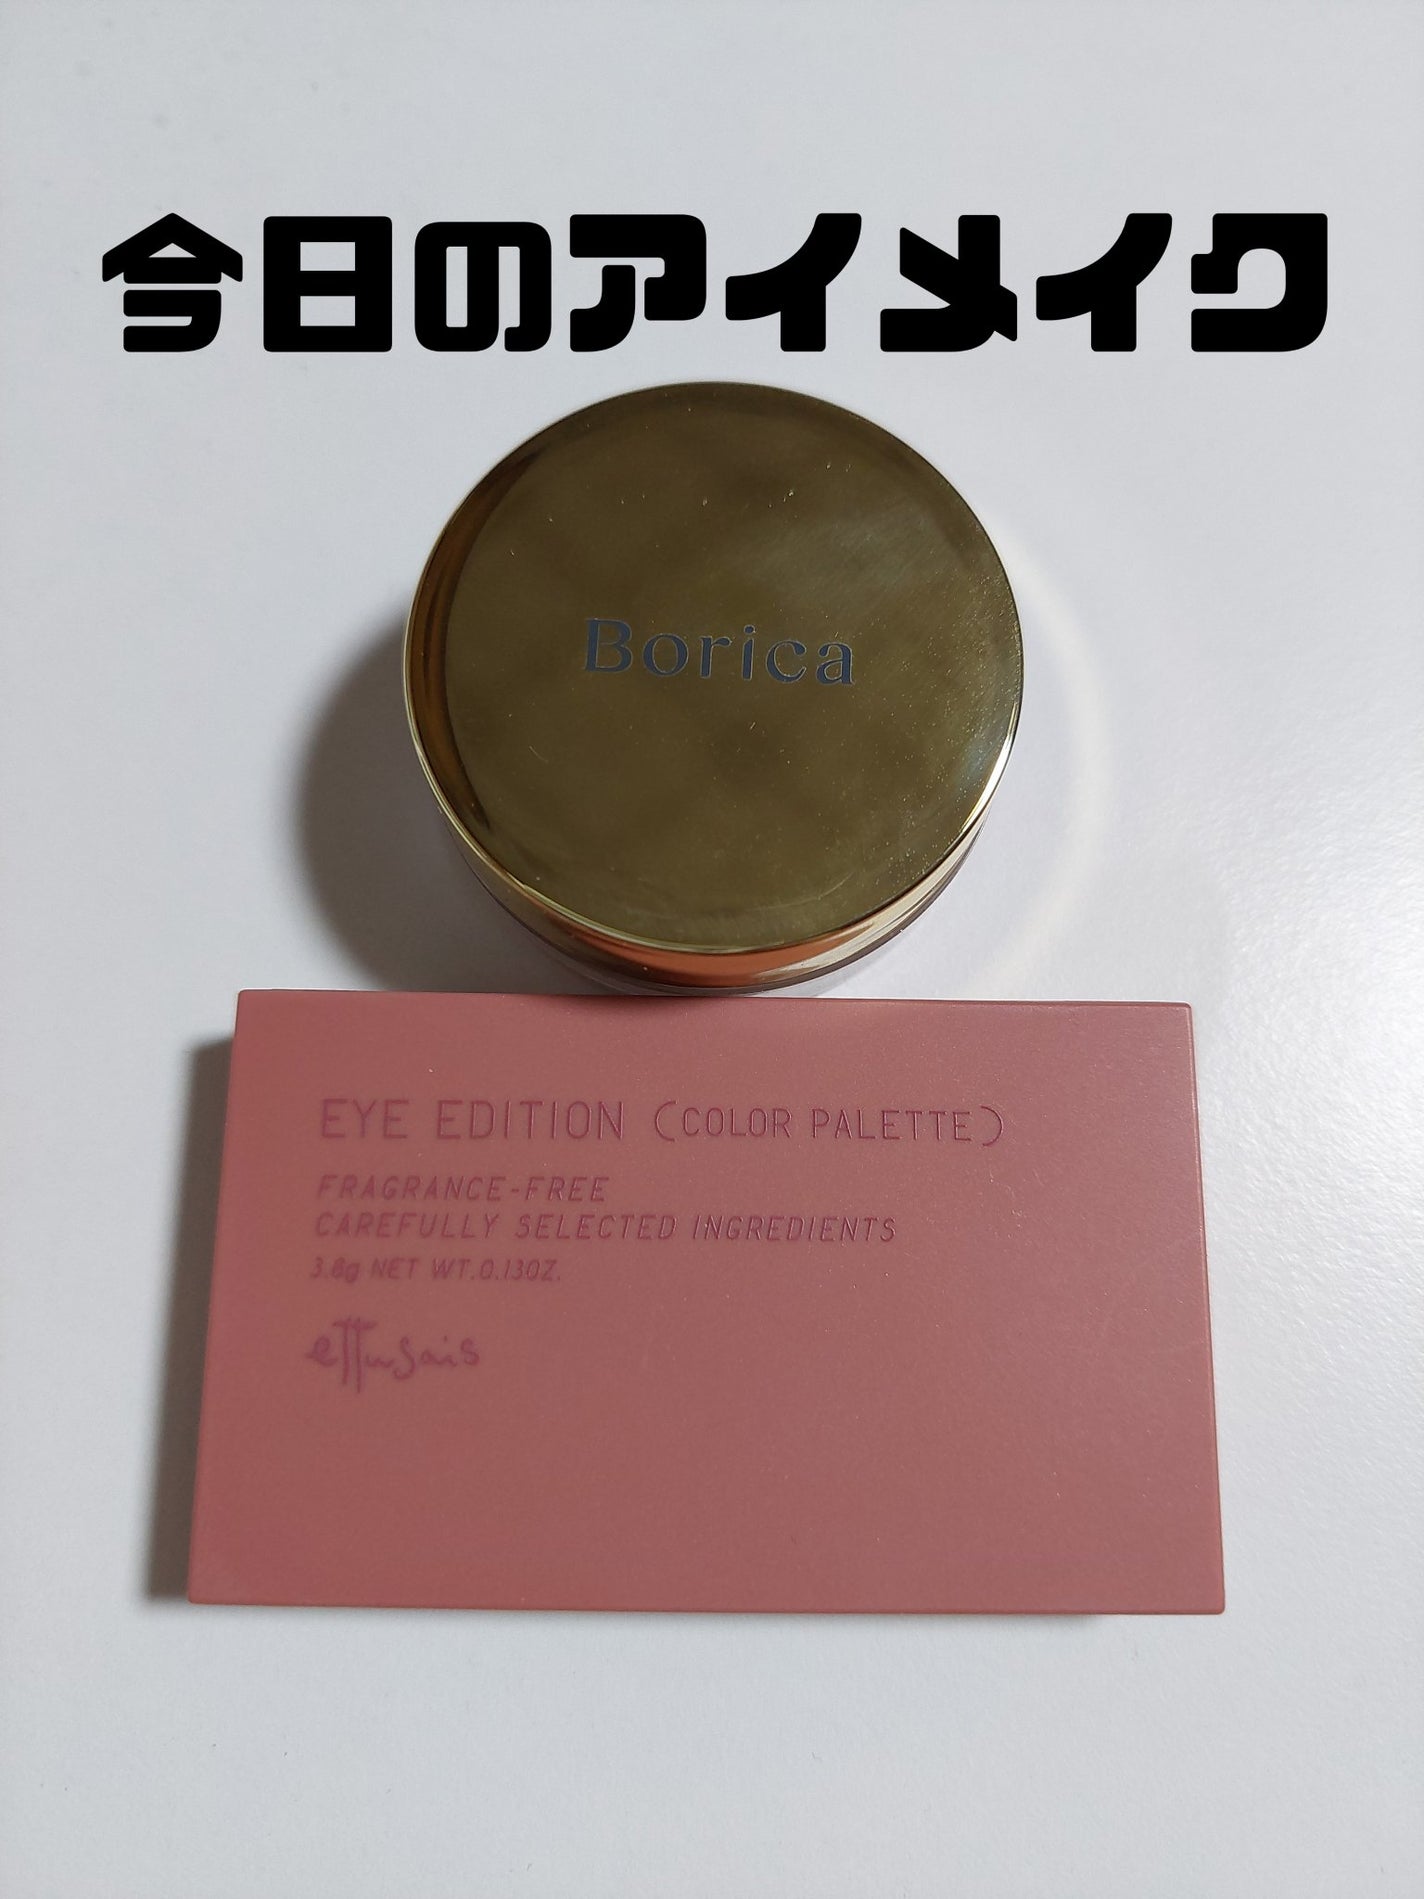 今日のアイメイク
Borica
EYE EDITION (COLOR PALETTE)
FRAGRANCE-FREE
CAREFULLY SELECTED INGREDIENTS
3.8g NET WT.0.13OZ.
ettusais